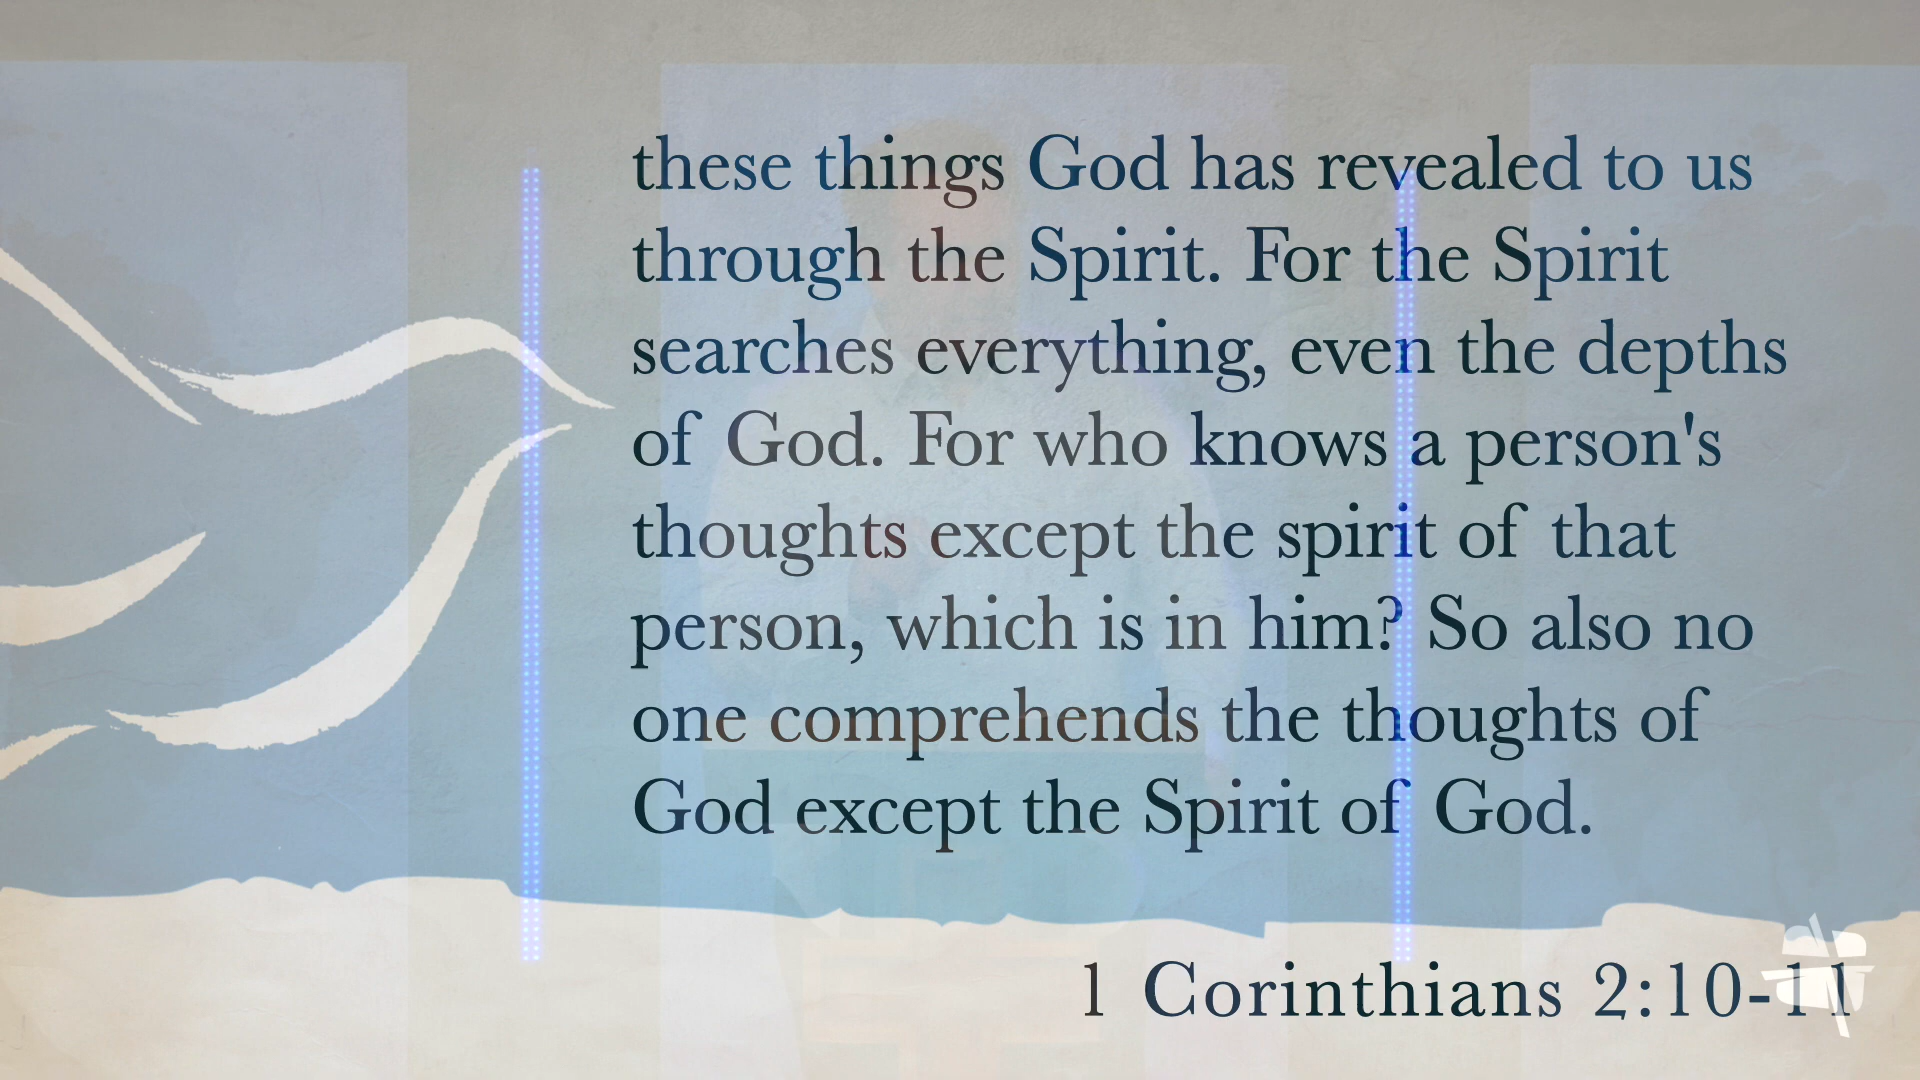 these things God has revealed to us
through the Spirit. For the Spirit
searches everything, even the depths
of God. For who knows a person's
thoughts except the spirit of that
person, which is in him? So also no
one comprehends the thoughts of
God except the Spirit of God.
1 Corinthians 2:10-11